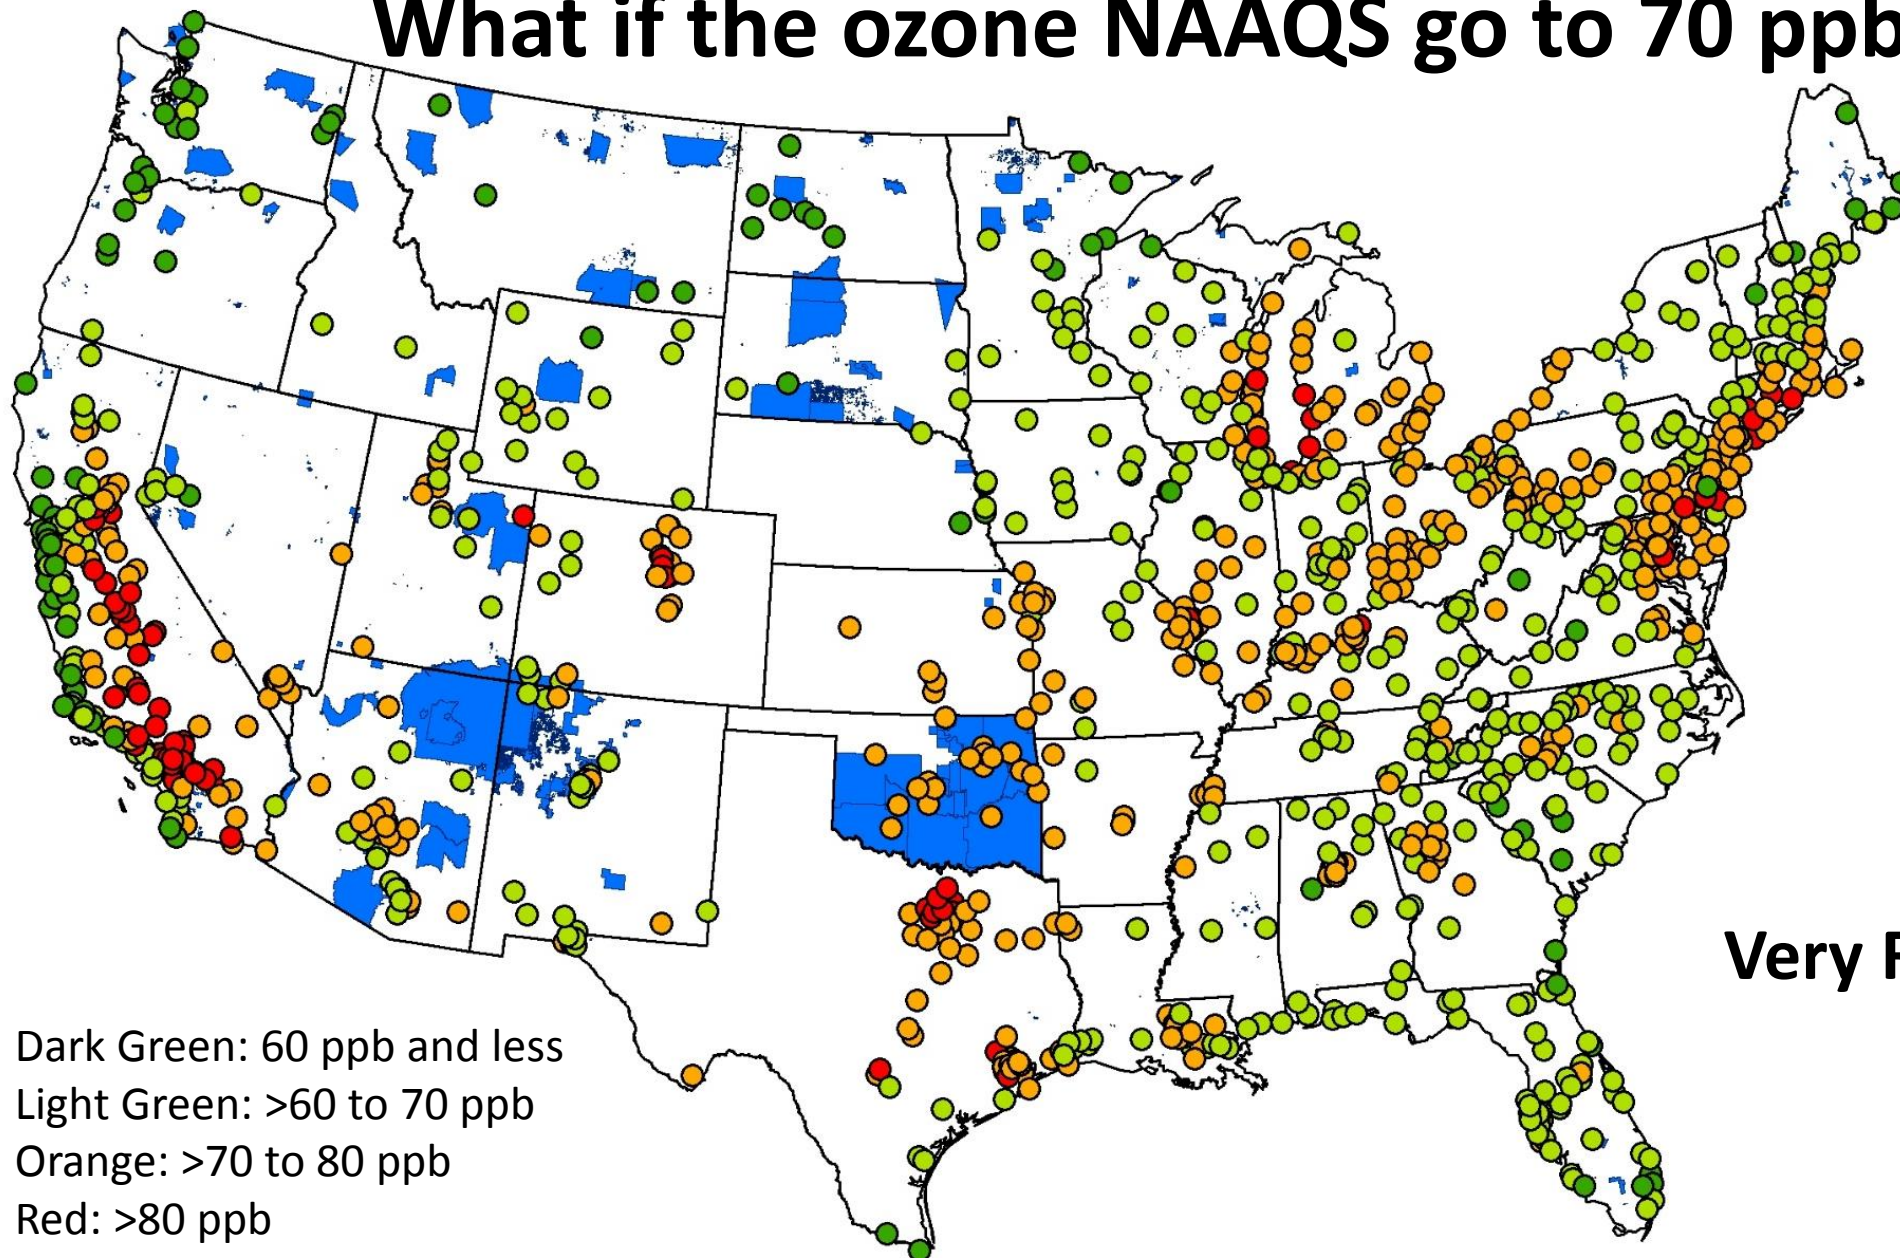 What if the ozone NAAQS go to 70 ppb
Very
Dark Green: 60 ppb and less
Light Green: >60 to 70 ppb
Orange: >70 to 80 ppb
Red: >80 ppb